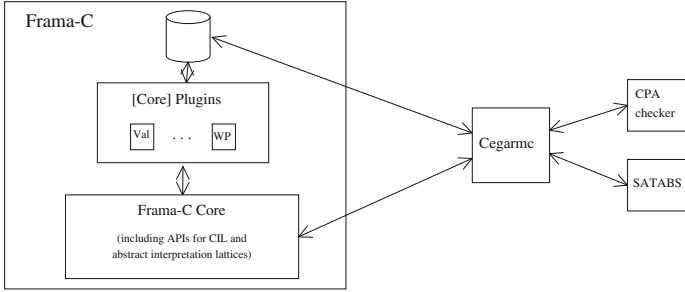 Frama-C
[Core] Plugins
Val . . . WP
Frama-C Core
(including APIs for CIL and
abstract interpretation lattices)
Cegarmc
CPA
checker
SATABS